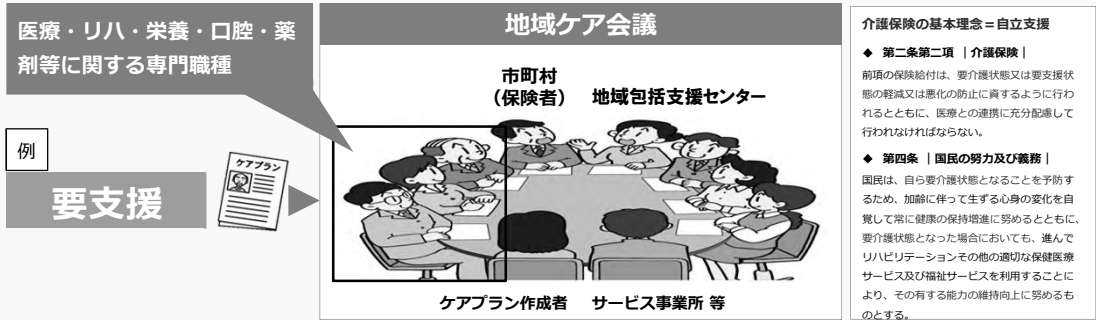 医療・リハ・栄養・口腔・薬
剤等に関する専門職種
例
要支援
ケアプラン
地域ケア会議
市町村
(保険者)
地域包括支援センター
ケアプラン作成者
サービス事業所 等
介護保険の基本理念＝自立支援
◆ 第二条第二項 |介護保険|
前項の保険給付は、要介護状態又は要支援状
態の軽減又は悪化の防止に資するように行わ
れるとともに、医療との連携に充分配慮して
行われなければならない。
◆ 第四条 |国民の努力及び義務|
国民は、自ら要介護状態となることを予防す
るため、加齢に伴って生ずる心身の変化を自
覚して常に健康の保持増進に努めるとともに、
要介護状態となった場合においても、進んで
リハビリテーションその他の適切な保健医療
サービス及び福祉サービスを利用することに
より、その有する能力の維持向上に努めるも
のとする。